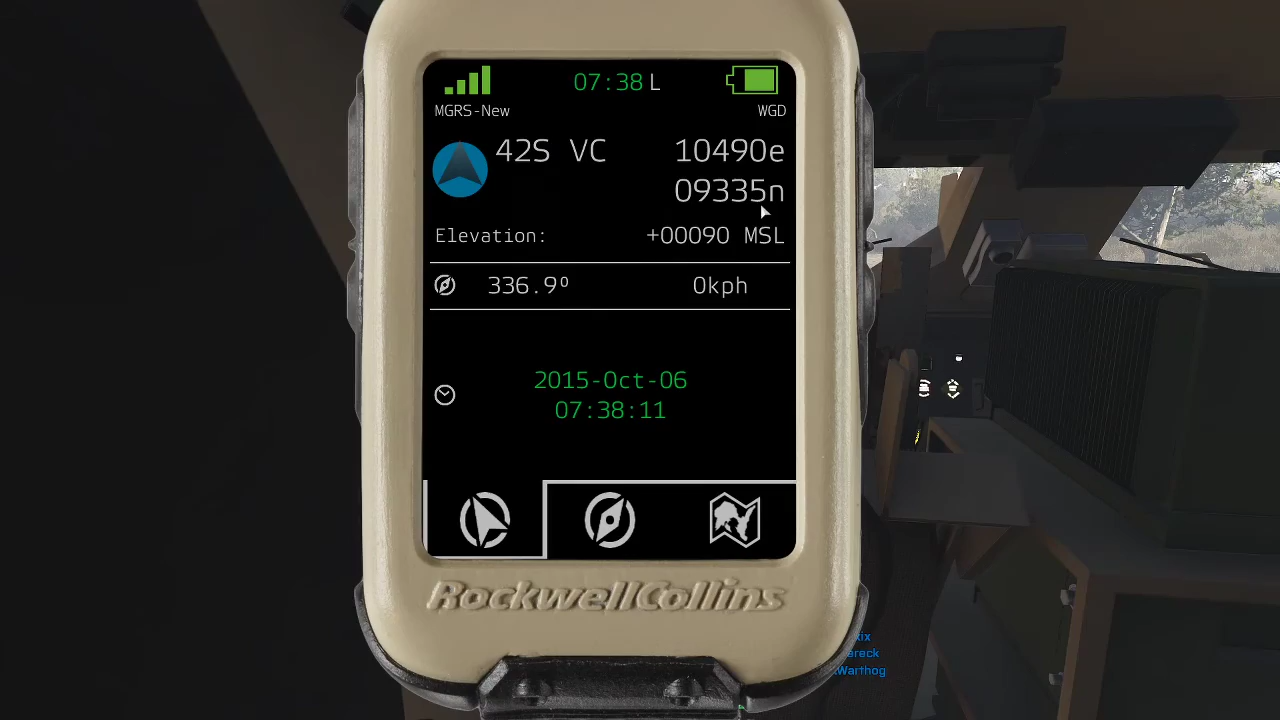 07:38 L
MGRS-New
WGD
42S VC
10490e
09335n
Elevation:
+00090 MSL
336.9º
0kph
2015-Oct-06
07:38:11
RockwellCollins
Warthog